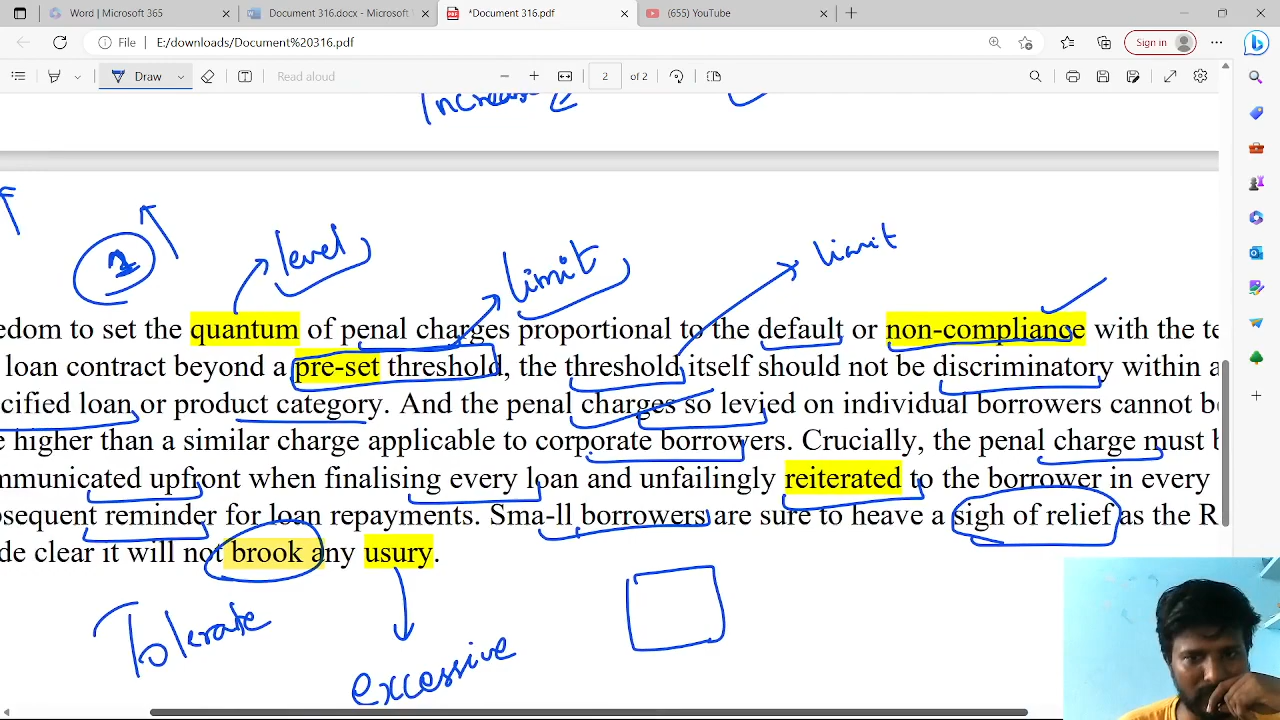 Word | Microsoft 365
Document 316.docx - Microsoft
*Document 316.pdf
(655) YouTube
File
E:/downloads/Document%20316.pdf
Sign in
Draw
Read aloud
2
of 2
Increase
2
level
limit
limit
edom to set the quantum of penal charges proportional to the default or non-compliance with the te
loan contract beyond a pre-set threshold, the threshold itself should not be discriminatory within a
cified loan or product category. And the penal charges so levied on individual borrowers cannot be
e higher than a similar charge applicable to corporate borrowers. Crucially, the penal charge must b
mmunicated upfront when finalising every loan and unfailingly reiterated to the borrower in every
sequent reminder for loan repayments. Sma-ll borrowers are sure to heave a sigh of relief as the R
de clear it will not brook any usury.
Tolerate
excessive